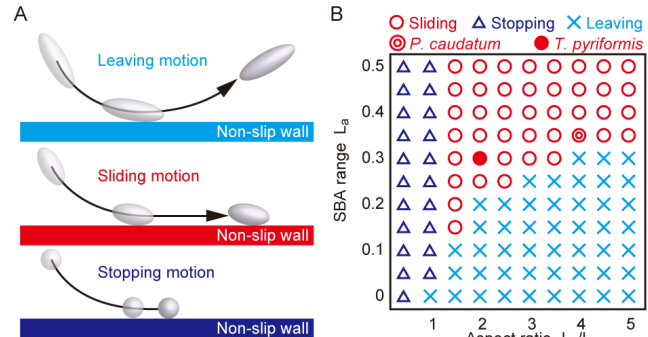 A
Leaving motion
Non-slip wall
Sliding motion
Non-slip wall
Stopping motion
Non-slip wall
B
Sliding Stopping Leaving
P. caudatum T. pyriformis
SBA range La
0.5
0.4
0.3
0.2
0.1
0
1 2 3 4 5
Aspect ratio